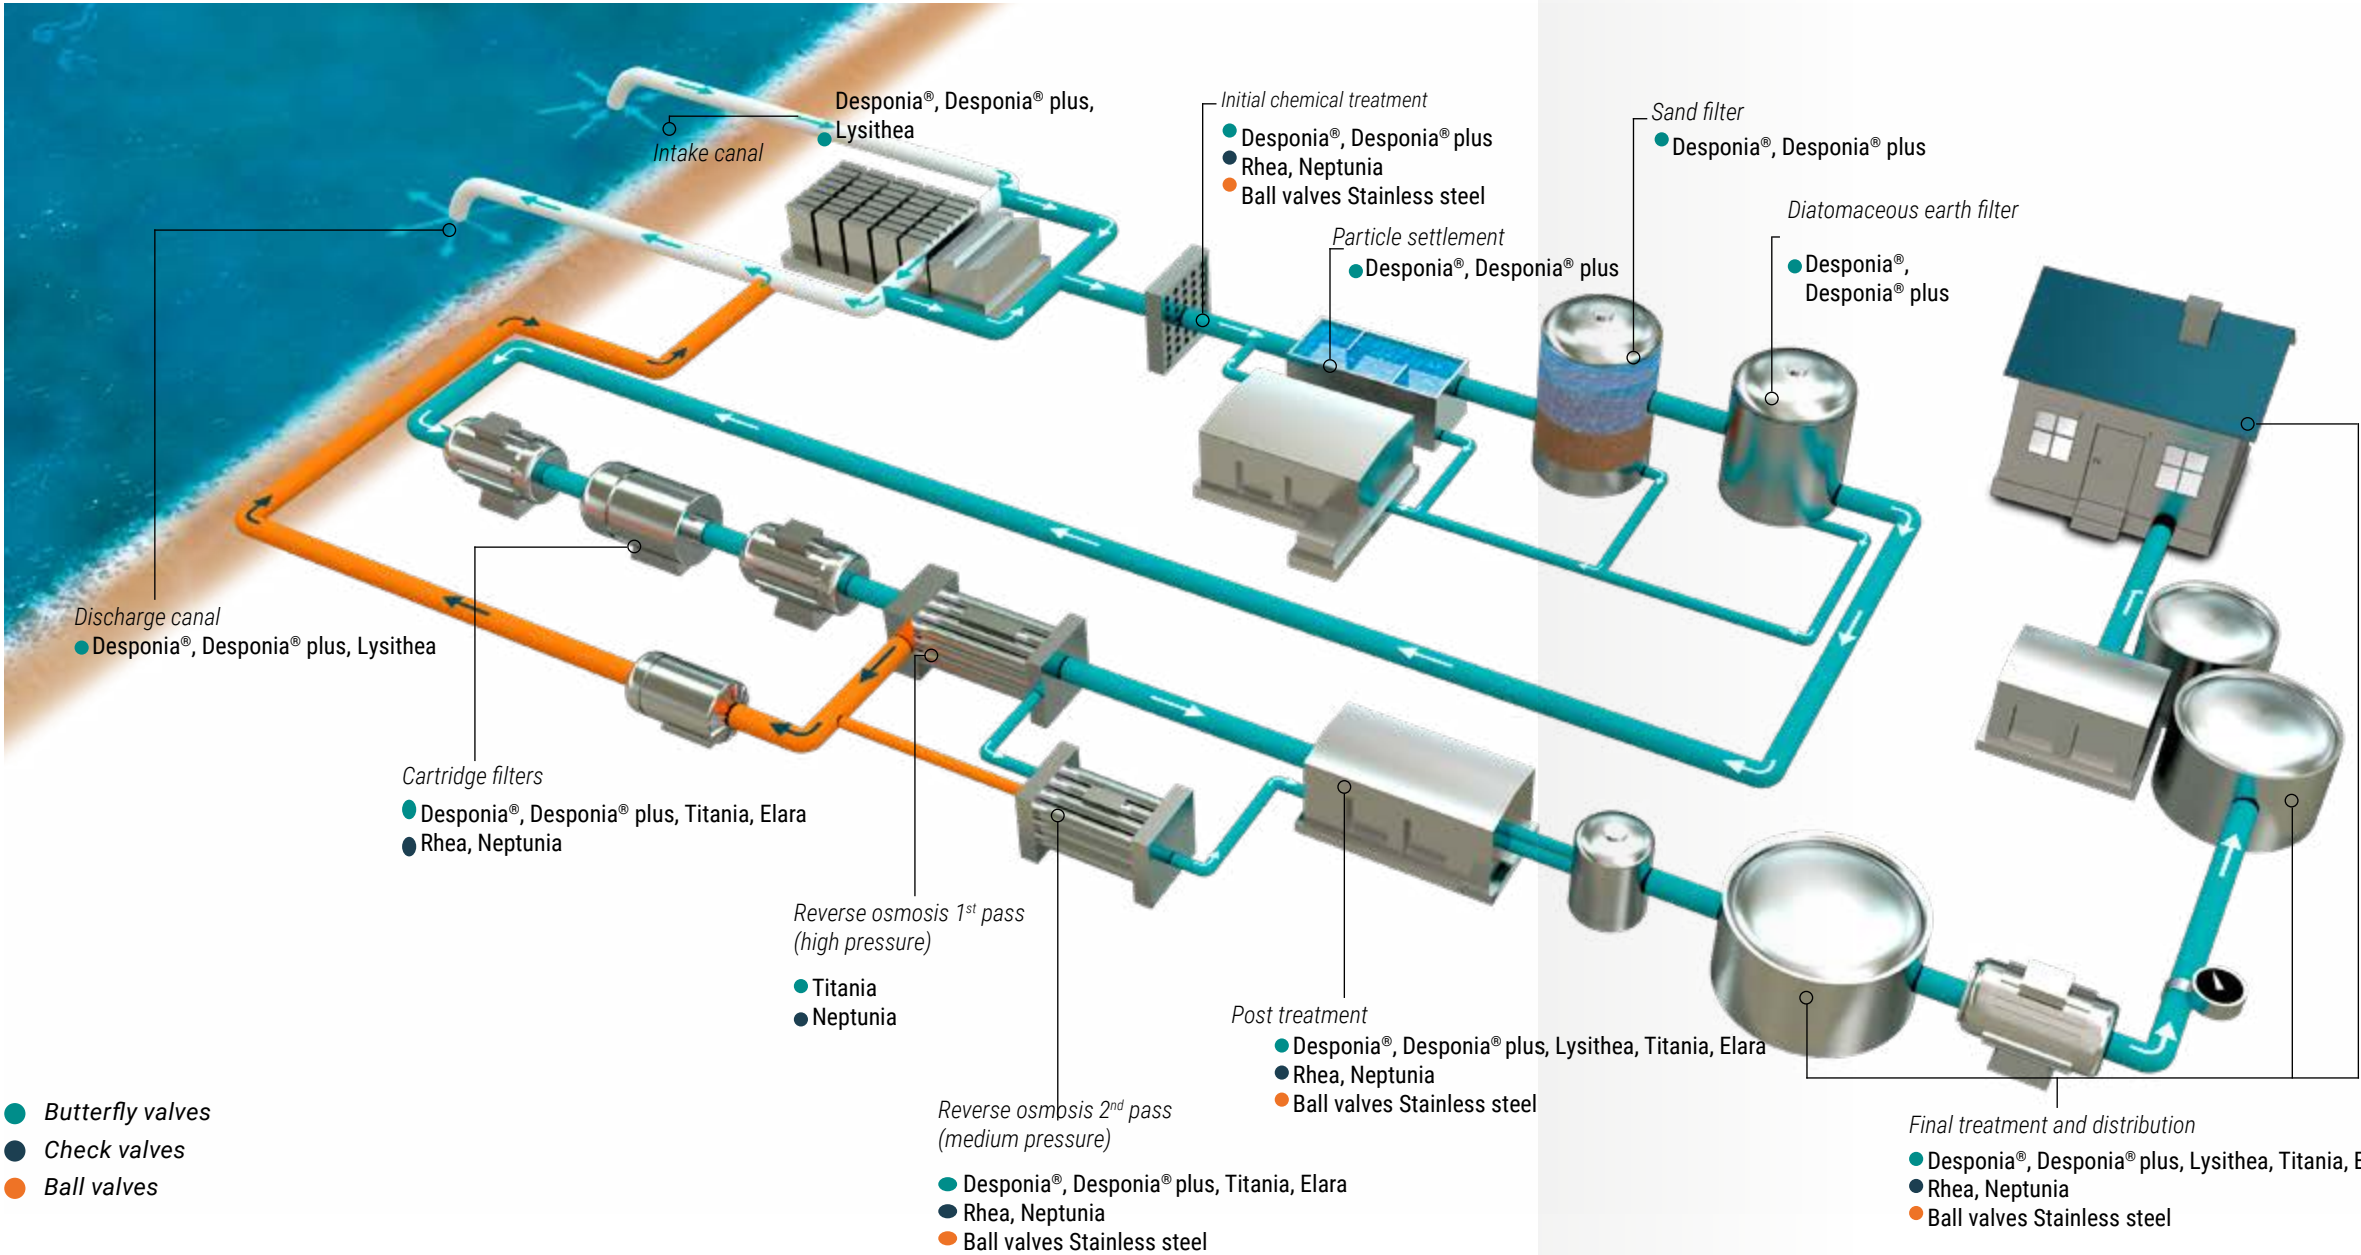 Desponia®, Desponia® plus,
Lysithea
Intake canal
Initial chemical treatment
Desponia®, Desponia® plus
Rhea, Neptunia
Ball valves Stainless steel
Sand filter
Desponia®, Desponia® plus
Particle settlement
Desponia®, Desponia® plus
Diatomaceous earth filter
Desponia®,
Desponia® plus
Discharge canal
Desponia®, Desponia® plus, Lysithea
Cartridge filters
Desponia®, Desponia® plus, Titania, Elara
Rhea, Neptunia
Reverse osmosis 1st pass
(high pressure)
Titania
Neptunia
Post treatment
Desponia®, Desponia® plus, Lysithea, Titania, Elara
Rhea, Neptunia
Ball valves Stainless steel
Reverse osmosis 2nd pass
(medium pressure)
Desponia®, Desponia® plus, Titania, Elara
Rhea, Neptunia
Ball valves Stainless steel
Final treatment and distribution
Desponia®, Desponia® plus, Lysithea, Titania,
Rhea, Neptunia
Ball valves Stainless steel
Butterfly valves
Check valves
Ball valves